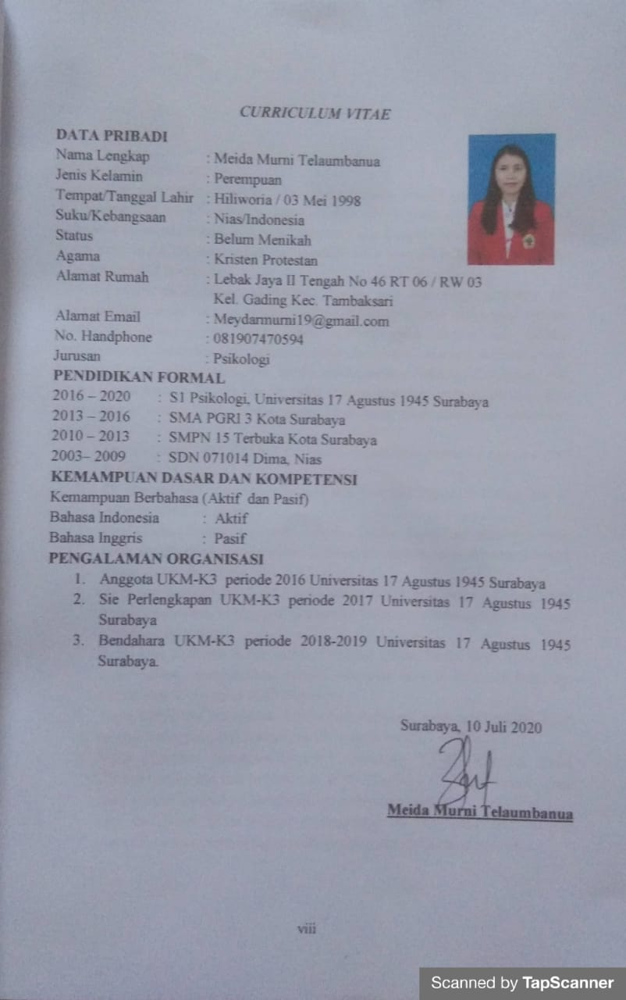 CURRICULUM VITAE
DATA PRIBADI
Nama Lengkap : Meida Murni Telaumbanua
Jenis Kelamin : Perempuan
Tempat/Tanggal Lahir : Hiliworia / 03 Mei 1998
Suku/Kebangsaan : Nias/Indonesia
Status : Belum Menikah
Agama : Kristen Protestan
Alamat Rumah : Lebak Jaya II Tengah No 46 RT 06 / RW 03
Kel. Gading Kec. Tambaksari
Alamat Email : Meydarmurni19@gmail.com
No. Handphone : 081907470594
Jurusan : Psikologi
PENDIDIKAN FORMAL
2016 – 2020 : S1 Psikologi, Universitas 17 Agustus 1945 Surabaya
2013 – 2016 : SMA PGRI 3 Kota Surabaya
2010 – 2013 : SMPN 15 Terbuka Kota Surabaya
2003– 2009 : SDN 071014 Dima, Nias
KEMAMPUAN DASAR DAN KOMPETENSI
Kemampuan Berbahasa (Aktif dan Pasif)
Bahasa Indonesia : Aktif
Bahasa Inggris : Pasif
PENGALAMAN ORGANISASI
1. Anggota UKM-K3 periode 2016 Universitas 17 Agustus 1945 Surabaya
2. Sie Perlengkapan UKM-K3 periode 2017 Universitas 17 Agustus 1945
Surabaya
3. Bendahara UKM-K3 periode 2018-2019 Universitas 17 Agustus 1945
Surabaya.
Surabaya, 10 Juli 2020
Meida Murni Telaumbanua
viii
Scanned by TapScanner